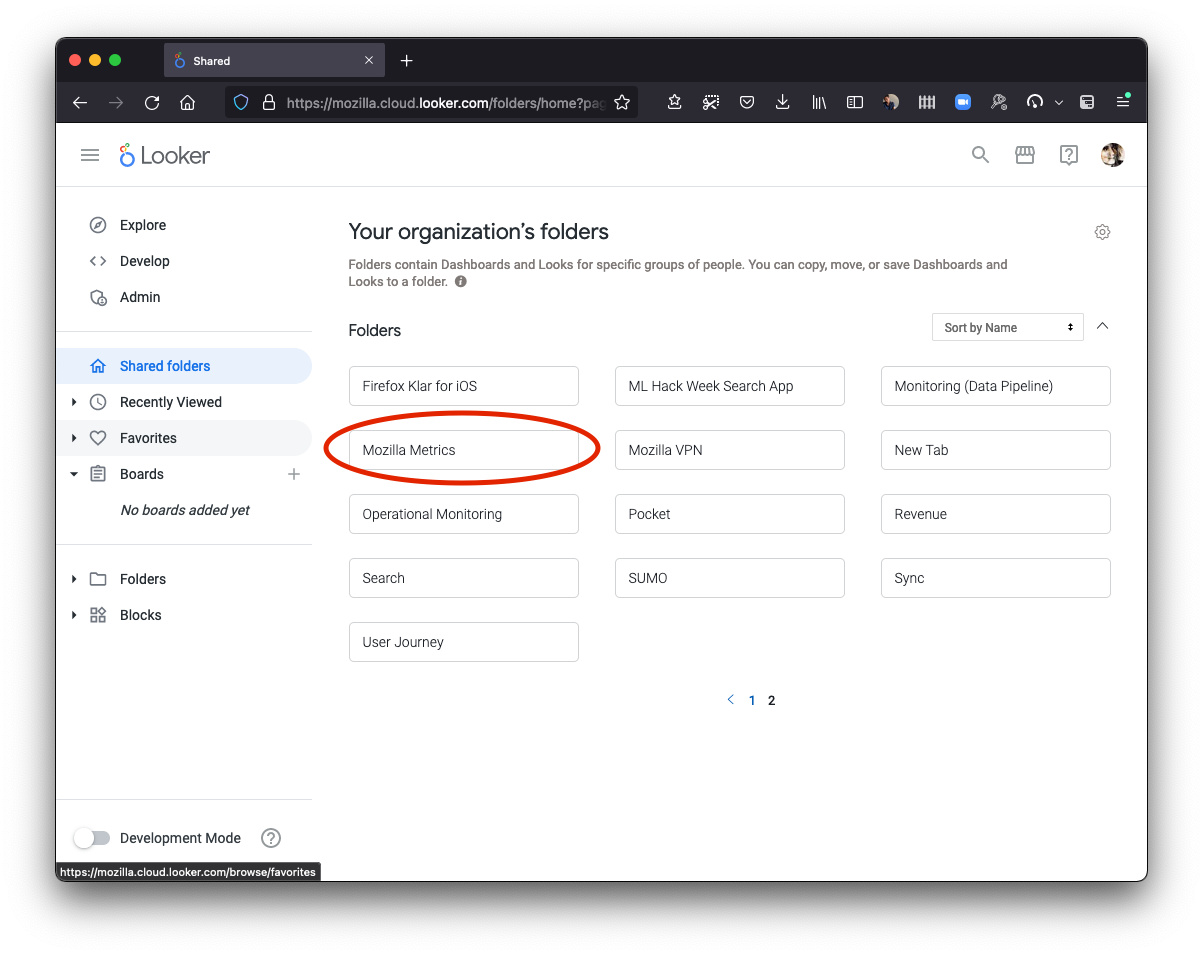 Shared
https://mozilla.cloud.looker.com/folders/home?pag
Looker
Explore
Develop
Admin
Shared folders
Recently Viewed
Favorites
Boards
No boards added yet
Folders
Blocks
Development Mode
https://mozilla.cloud.looker.com/browse/favorites
Your organization’s folders
Folders contain Dashboards and Looks for specific groups of people. You can copy, move, or save Dashboards and
Looks to a folder.
Folders
Sort by Name
Firefox Klar for iOS
ML Hack Week Search App
Monitoring (Data Pipeline)
Mozilla Metrics
Mozilla VPN
New Tab
Operational Monitoring
Pocket
Revenue
Search
SUMO
Sync
User Journey
1 2